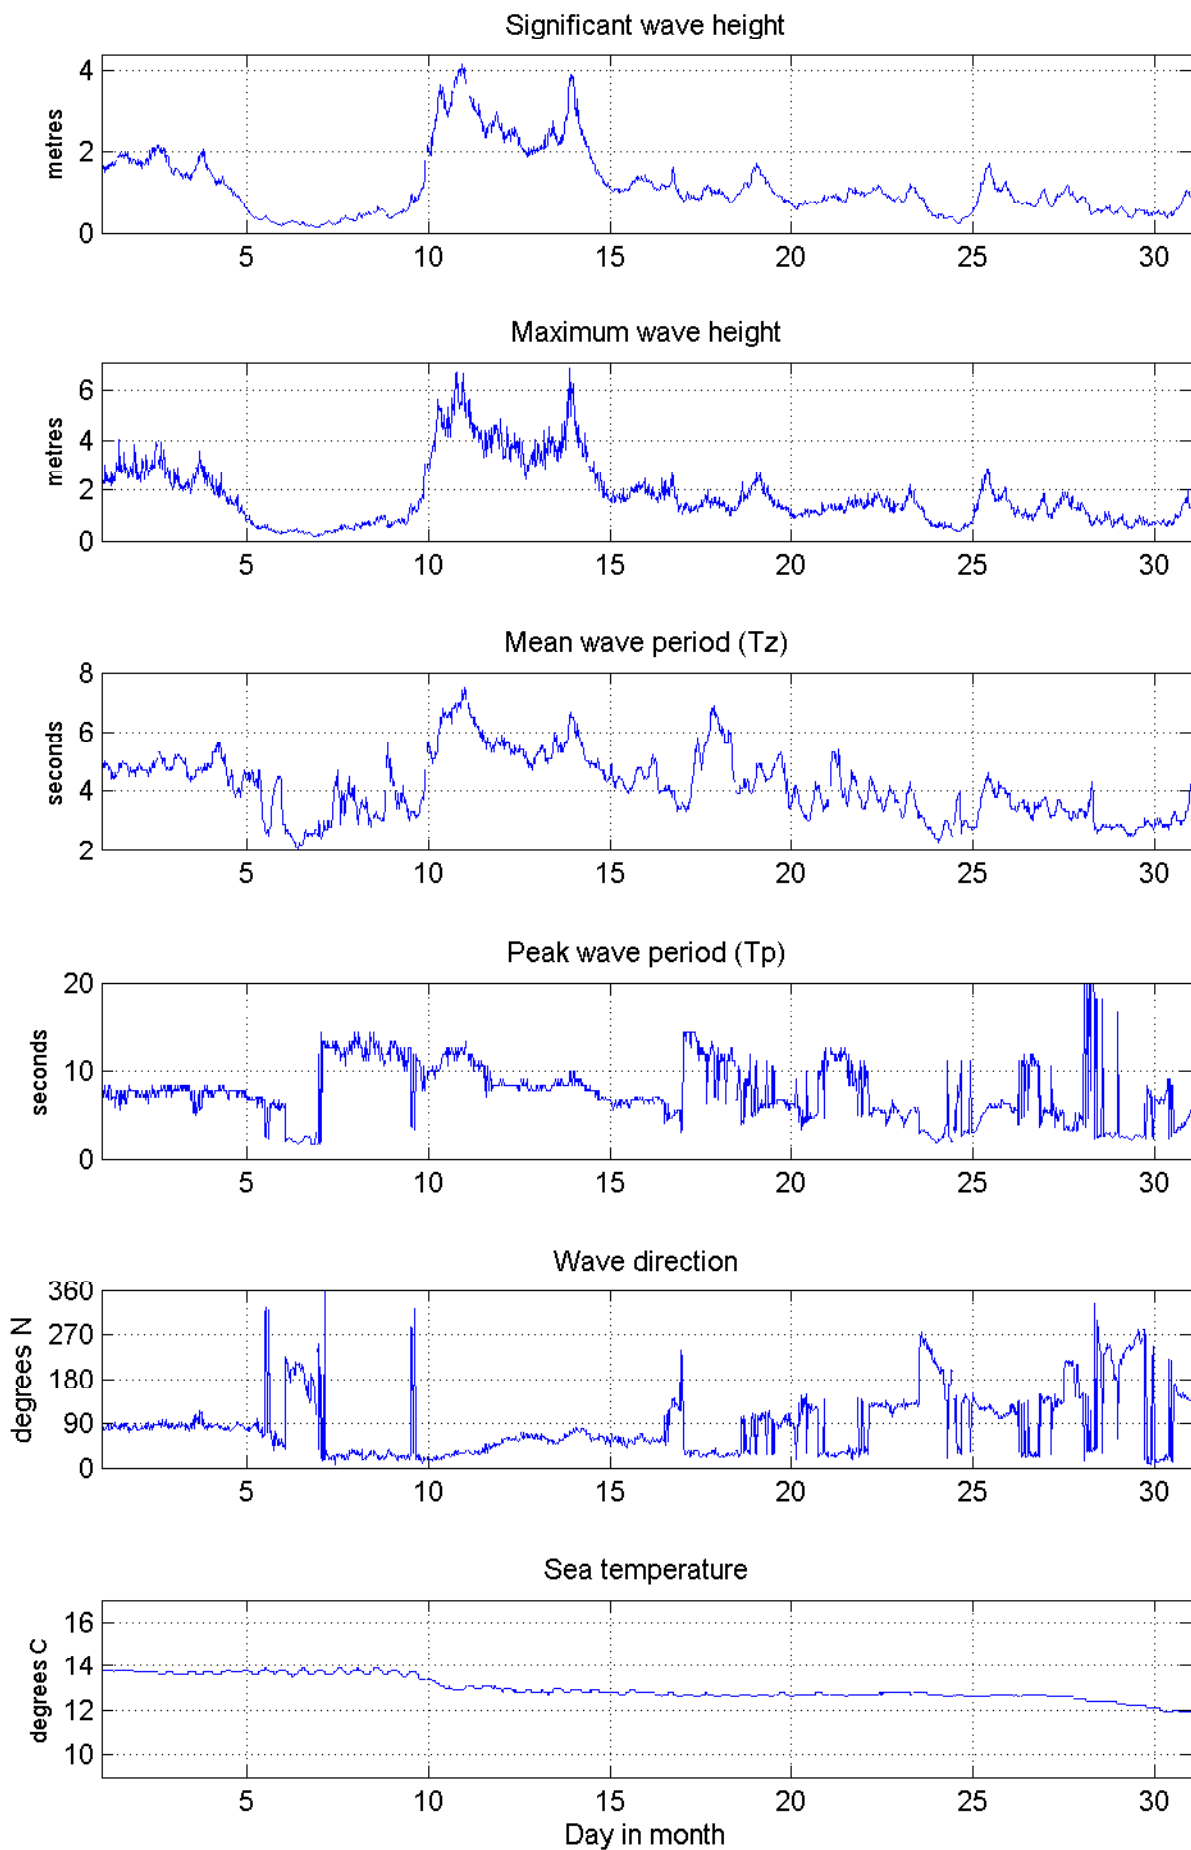 Significant wave height
metres
4
2
0
5 10 15 20 25 30
Maximum wave height
metres
6
4
2
0
5 10 15 20 25 30
Mean wave period (Tz)
seconds
8
6
4
2
5 10 15 20 25 30
Peak wave period (Tp)
seconds
20
10
0
5 10 15 20 25 30
Wave direction
degrees N
360
270
180
90
0
5 10 15 20 25 30
Sea temperature
degrees C
16
14
12
10
5 10 15 20 25 30
Day in month